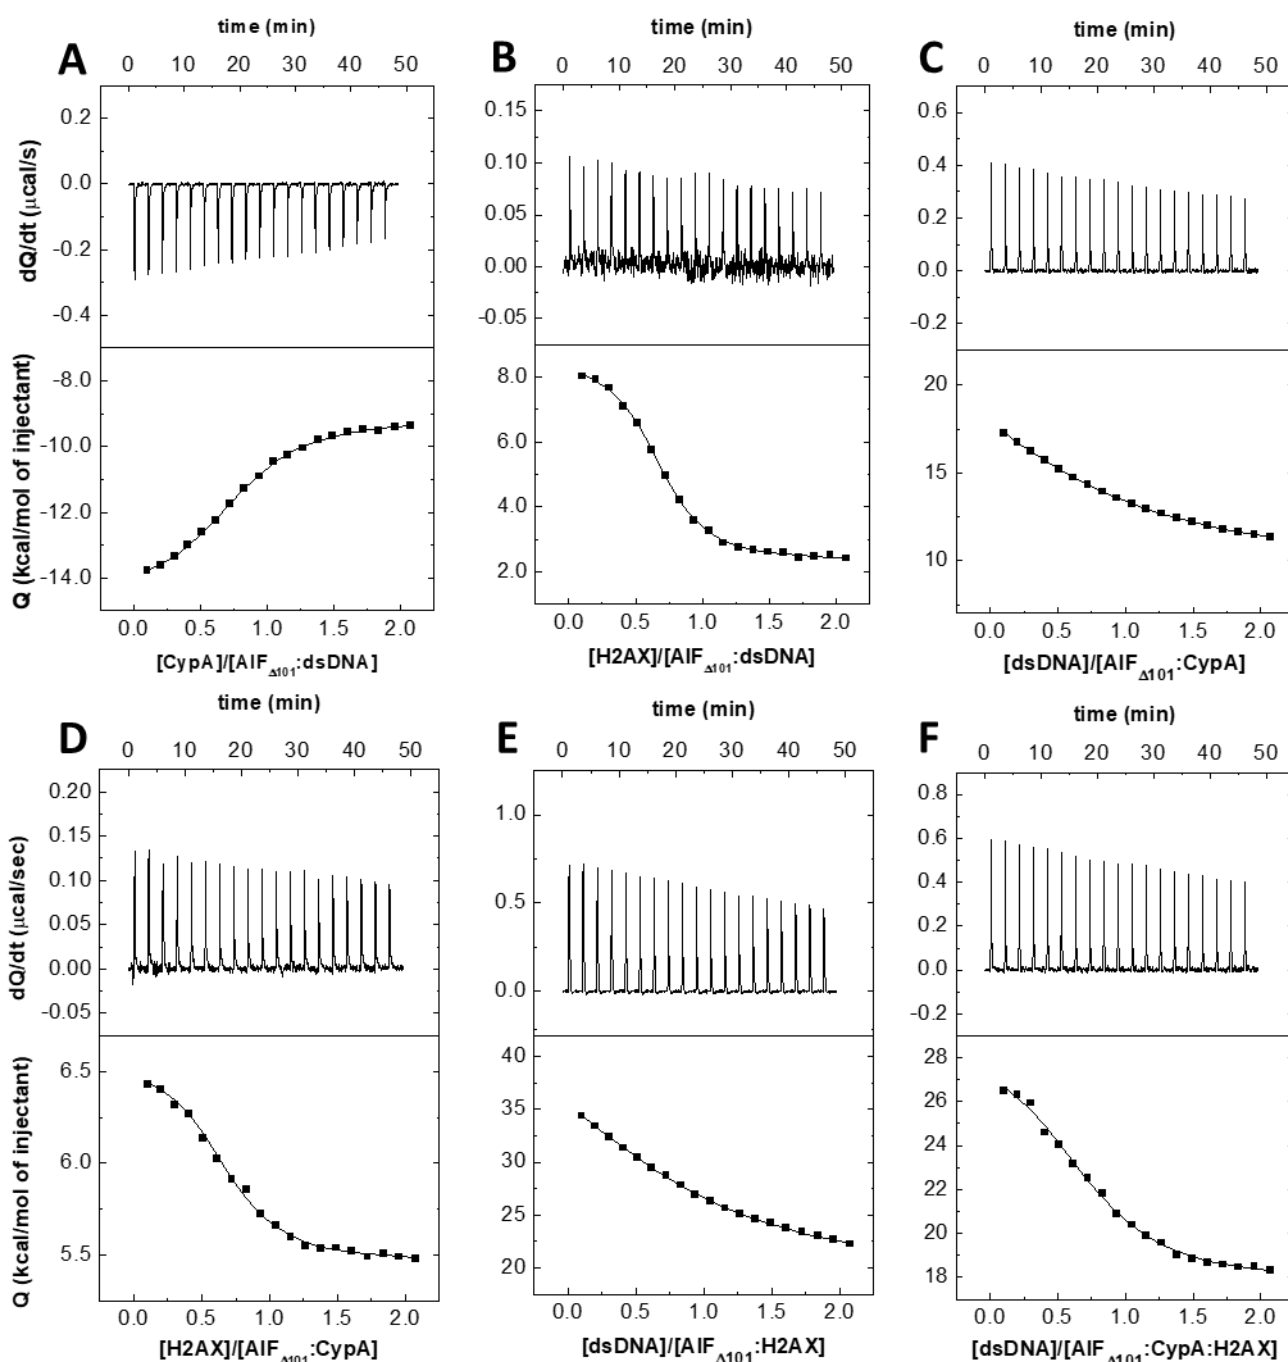 A
time (min)
0 10 20 30 40 50
dQ/dt (μcal/s)
0.2
0.0
-0.2
-0.4
Q (kcal/mol of injectant)
-8.0
-10.0
-12.0
-14.0
0.0 0.5 1.0 1.5 2.0
[CypA]/[AIFΔ101:dsDNA]
B
time (min)
0 10 20 30 40 50
0.15
0.10
0.05
0.00
-0.05
8.0
6.0
4.0
2.0
0.0 0.5 1.0 1.5 2.0
[H2AX]/[AIFΔ101:dsDNA]
C
time (min)
0 10 20 30 40 50
0.6
0.4
0.2
0.0
-0.2
20
15
10
0.0 0.5 1.0 1.5 2.0
[dsDNA]/[AIFΔ101:CypA]
D
time (min)
0 10 20 30 40 50
dQ/dt (μcal/sec)
0.20
0.15
0.10
0.05
0.00
-0.05
Q (kcal/mol of injectant)
6.5
6.0
5.5
0.0 0.5 1.0 1.5 2.0
[H2AX]/[AIFΔ101:CypA]
E
time (min)
0 10 20 30 40 50
1.0
0.5
0.0
40
35
30
25
20
0.0 0.5 1.0 1.5 2.0
[dsDNA]/[AIFΔ101:H2AX]
F
time (min)
0 10 20 30 40 50
0.8
0.6
0.4
0.2
0.0
-0.2
28
26
24
22
20
18
0.0 0.5 1.0 1.5 2.0
[dsDNA]/[AIFΔ101:CypA:H2AX]